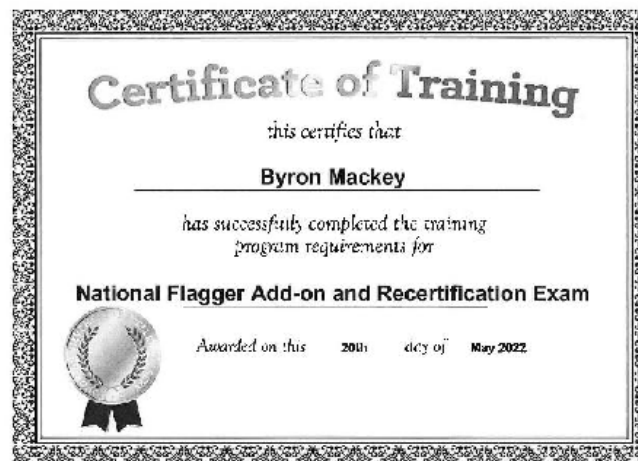 Certificate of Training
this certifies that
Byron Mackey
has successfully completed the training
program requirements for
National Flagger Add-on and Recertification Exam
Awarded on this 20th day of May 2022